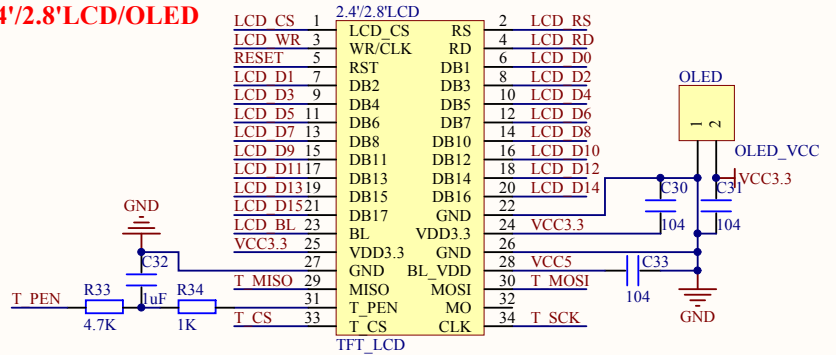 4'/2.8'LCD/OLED
2.4'/2.8'LCD
LCD_CS 1 LCD_CS RS 2 LCD_RS
LCD_WR 3 WR/CLK RD 4 LCD_RD
RESET 5 RST DB1 6 LCD_D0
LCD_D1 7 DB2 DB3 8 LCD_D2
LCD_D3 9 DB4 DB5 10 LCD_D4
LCD_D5 11 DB6 DB7 12 LCD_D6
LCD_D7 13 DB8 DB10 14 LCD_D8
LCD_D9 15 DB11 DB12 16 LCD_D10
LCD_D11 17 DB13 DB14 18 LCD_D12
LCD_D13 19 DB15 DB16 20 LCD_D14
LCD_D15 21 DB17 GND 22
LCD_BL 23 BL VDD3.3 24 VCC3.3
VCC3.3 25 VDD3.3 GND 26
27 GND BL_VDD 28 VCC5
T_MISO 29 MISO MOSI 30 T_MOSI
31 T_PEN MO 32
T_CS 33 T_CS CLK 34 T_SCK
TFT_LCD
OLED
1 2
OLED_VCC
VCC3.3
C30
104
C31
104
C33
104
GND
GND
C32
1uF
T_PEN
R33
4.7K
R34
1K